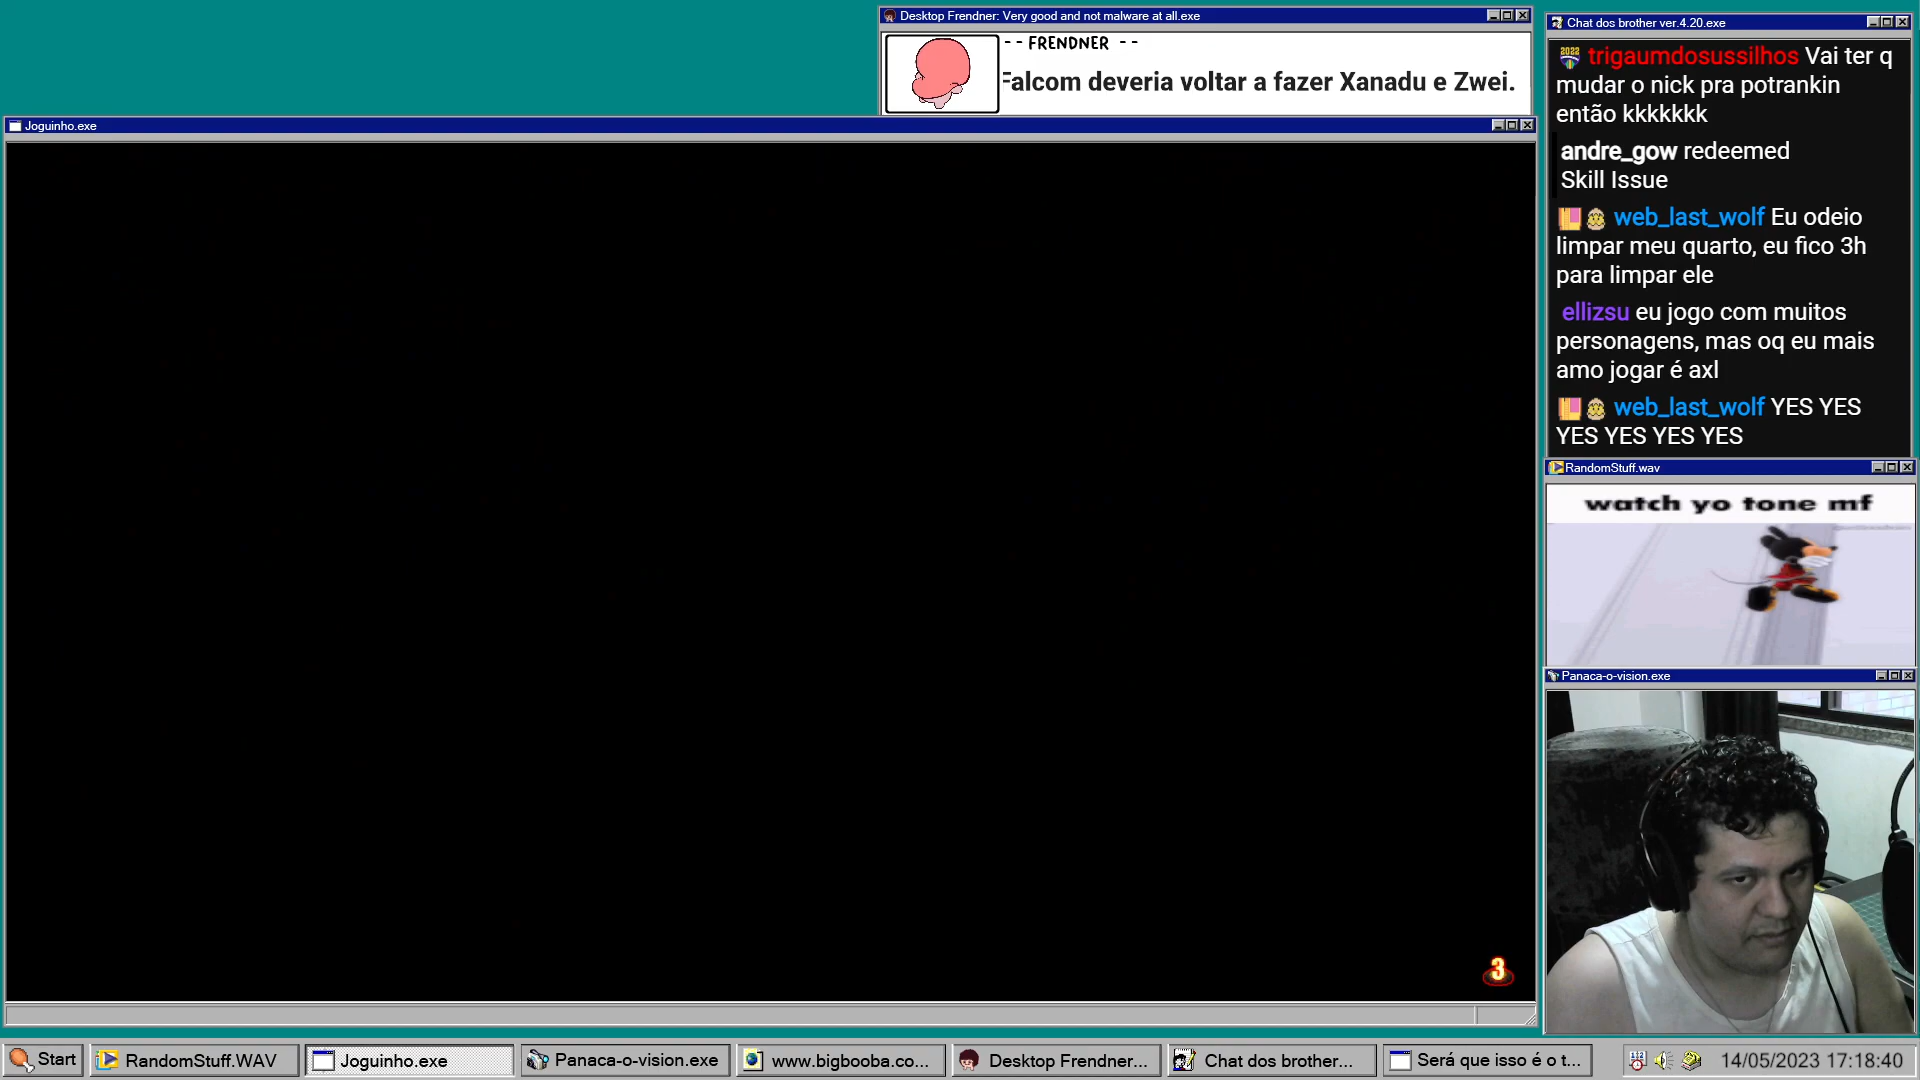 Desktop Frendner: Very good and not malware at all.exe
-- FRENDNER --
Falcom deveria voltar a fazer Xanadu e Zwei.
Joguinho.exe
3
Chat dos brother ver.4.20.exe
2022 trigaumdosussilhos Vai ter q
mudar o nick pra potrankin
então kkkkkkk
andre_gow redeemed
Skill Issue
web_last_wolf Eu odeio
limpar meu quarto, eu fico 3h
para limpar ele
ellizsu eu jogo com muitos
personagens, mas oq eu mais
amo jogar é axl
web_last_wolf YES YES
YES YES YES YES
RandomStuff.wav
watch yo tone mf
Panaca-o-vision.exe
Start
RandomStuff.WAV
Joguinho.exe
Panaca-o-vision.exe
www.bigbooba.co...
Desktop Frendner...
Chat dos brother...
Será que isso é o t...
14/05/2023 17:18:40